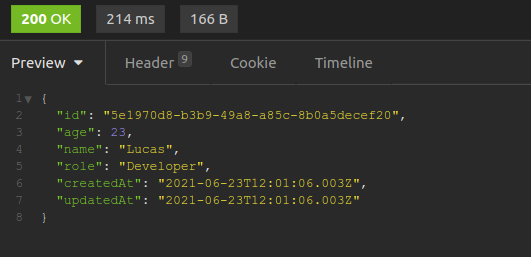 200 OK 214 ms 166 B
Preview Header 9 Cookie Timeline
1 {
2 "id": "5e1970d8-b3b9-49a8-a85c-8b0a5decef20",
3 "age": 23,
4 "name": "Lucas",
5 "role": "Developer",
6 "createdAt": "2021-06-23T12:01:06.003Z",
7 "updatedAt": "2021-06-23T12:01:06.003Z"
8 }